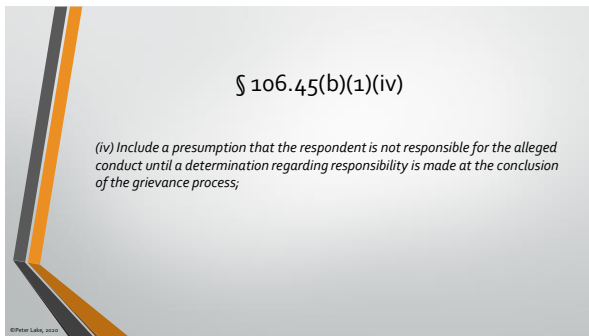 § 106.45(b)(1)(iv)
(iv) Include a presumption that the respondent is not responsible for the alleged
conduct until a determination regarding responsibility is made at the conclusion
of the grievance process;
©Peter Lake, 2020